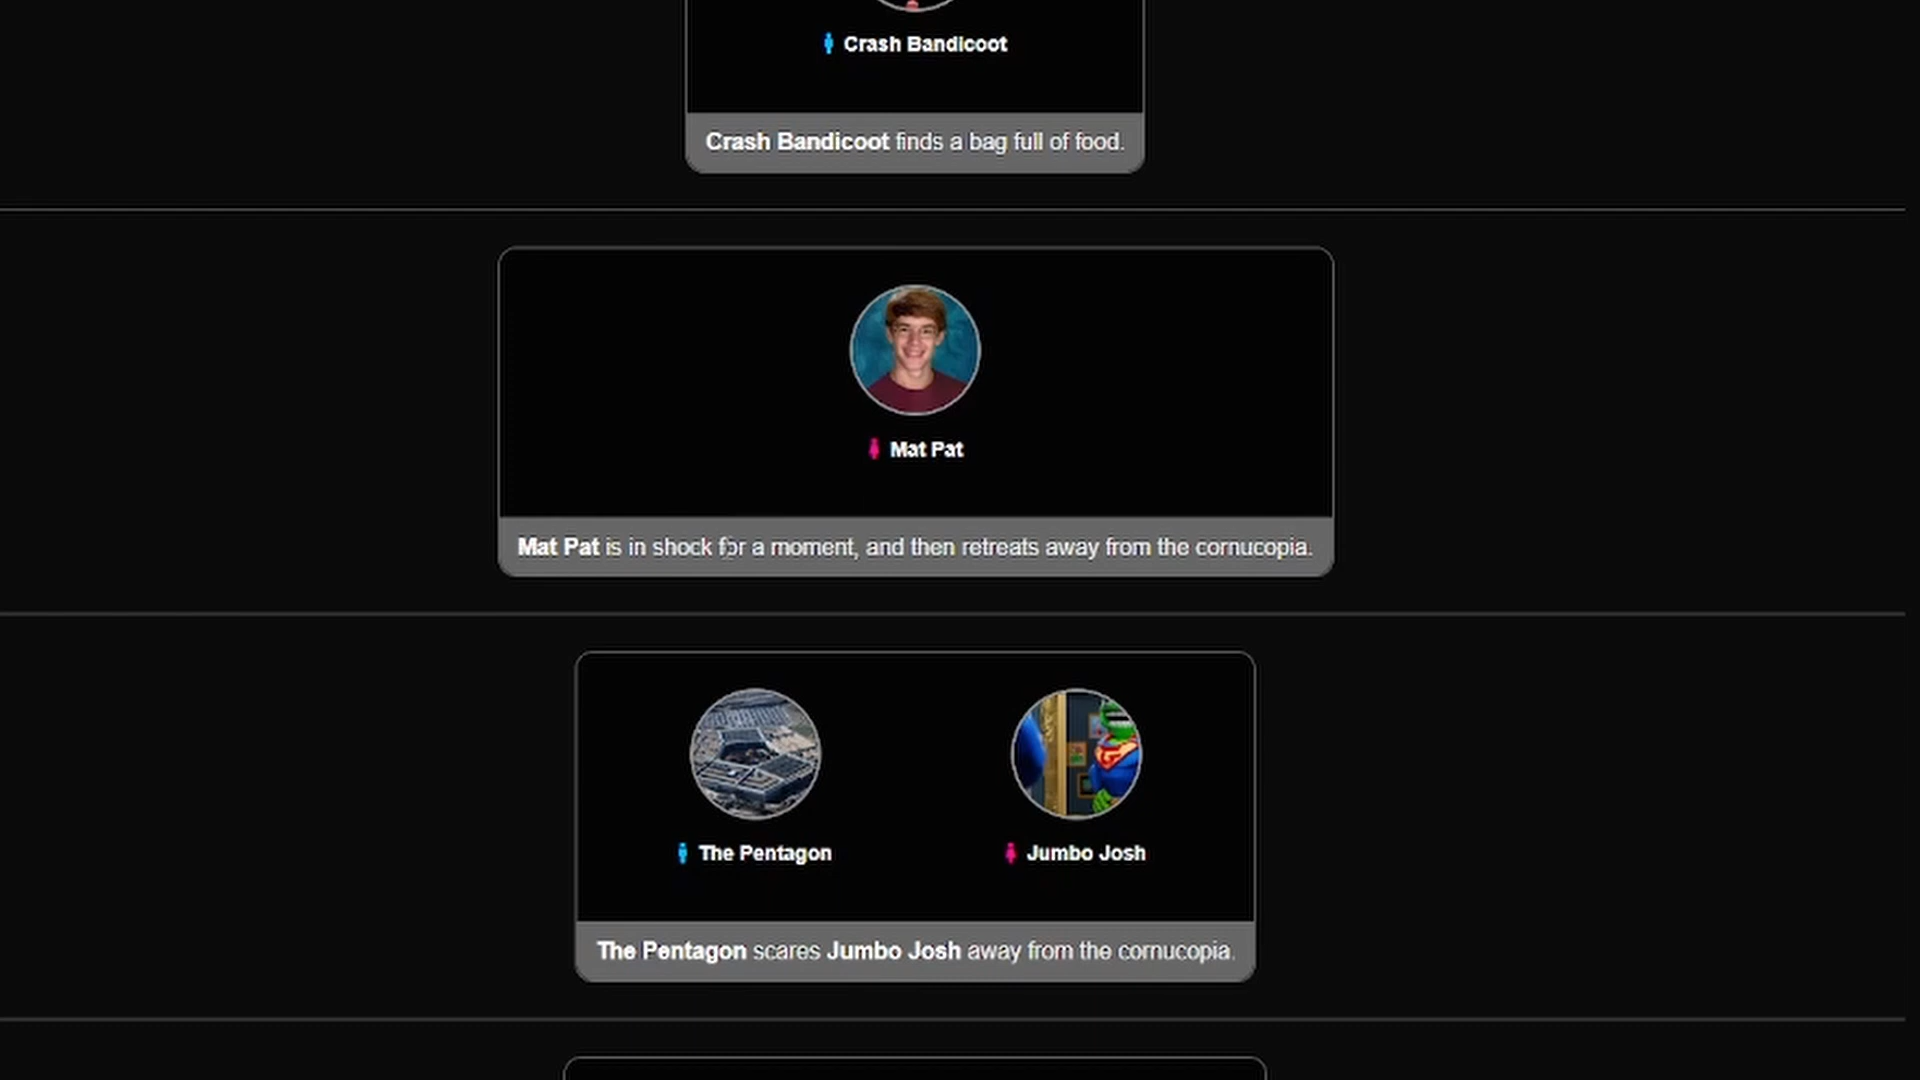 Crash Bandicoot
Crash Bandicoot finds a bag full of food.
Mat Pat
Mat Pat is in shock for a moment, and then retreats away from the cornucopia.
The Pentagon
Jumbo Josh
The Pentagon scares Jumbo Josh away from the cornucopia.